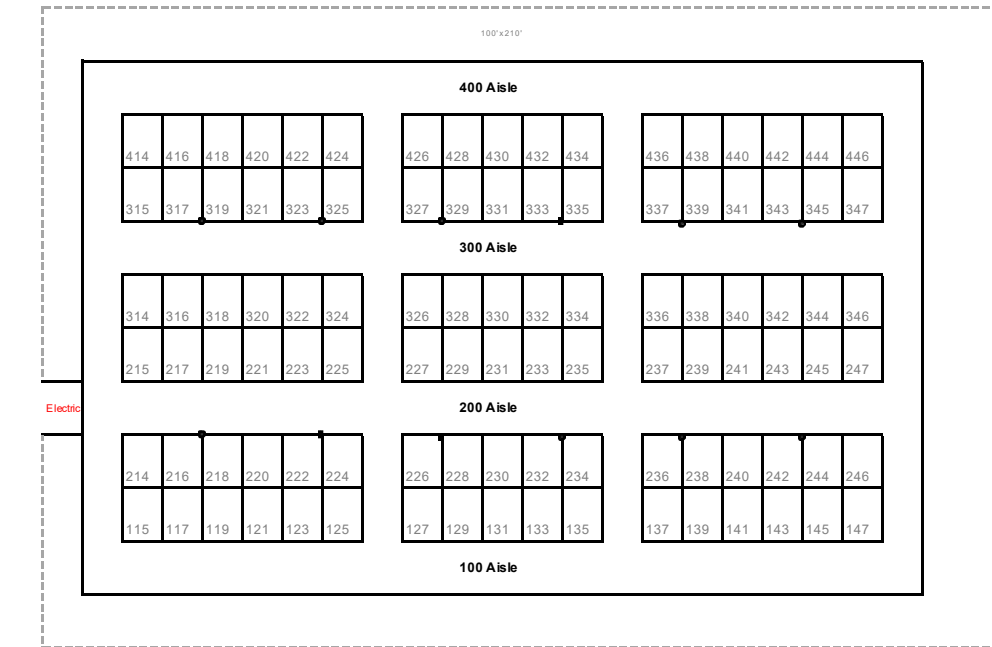 100'x210'
400 Aisle
414 416 418 420 422 424 426 428 430 432 434 436 438 440 442 444 446
315 317 319 321 323 325 327 329 331 333 335 337 339 341 343 345 347
300 Aisle
314 316 318 320 322 324 326 328 330 332 334 336 338 340 342 344 346
215 217 219 221 223 225 227 229 231 233 235 237 239 241 243 245 247
Electric 200 Aisle
214 216 218 220 222 224 226 228 230 232 234 236 238 240 242 244 246
115 117 119 121 123 125 127 129 131 133 135 137 139 141 143 145 147
100 Aisle